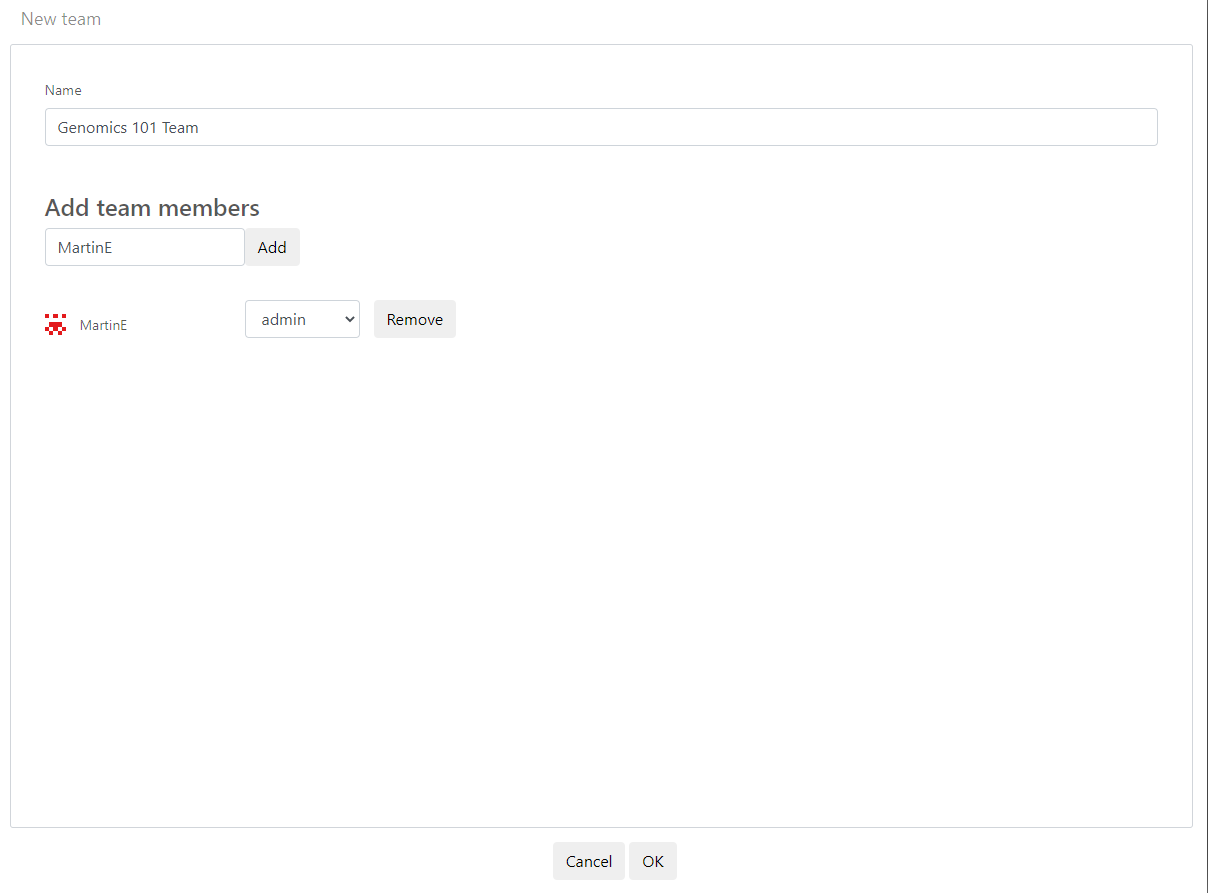 New team
Name
Genomics 101 Team
Add team members
MartinE Add
MartinE admin Remove
Cancel OK